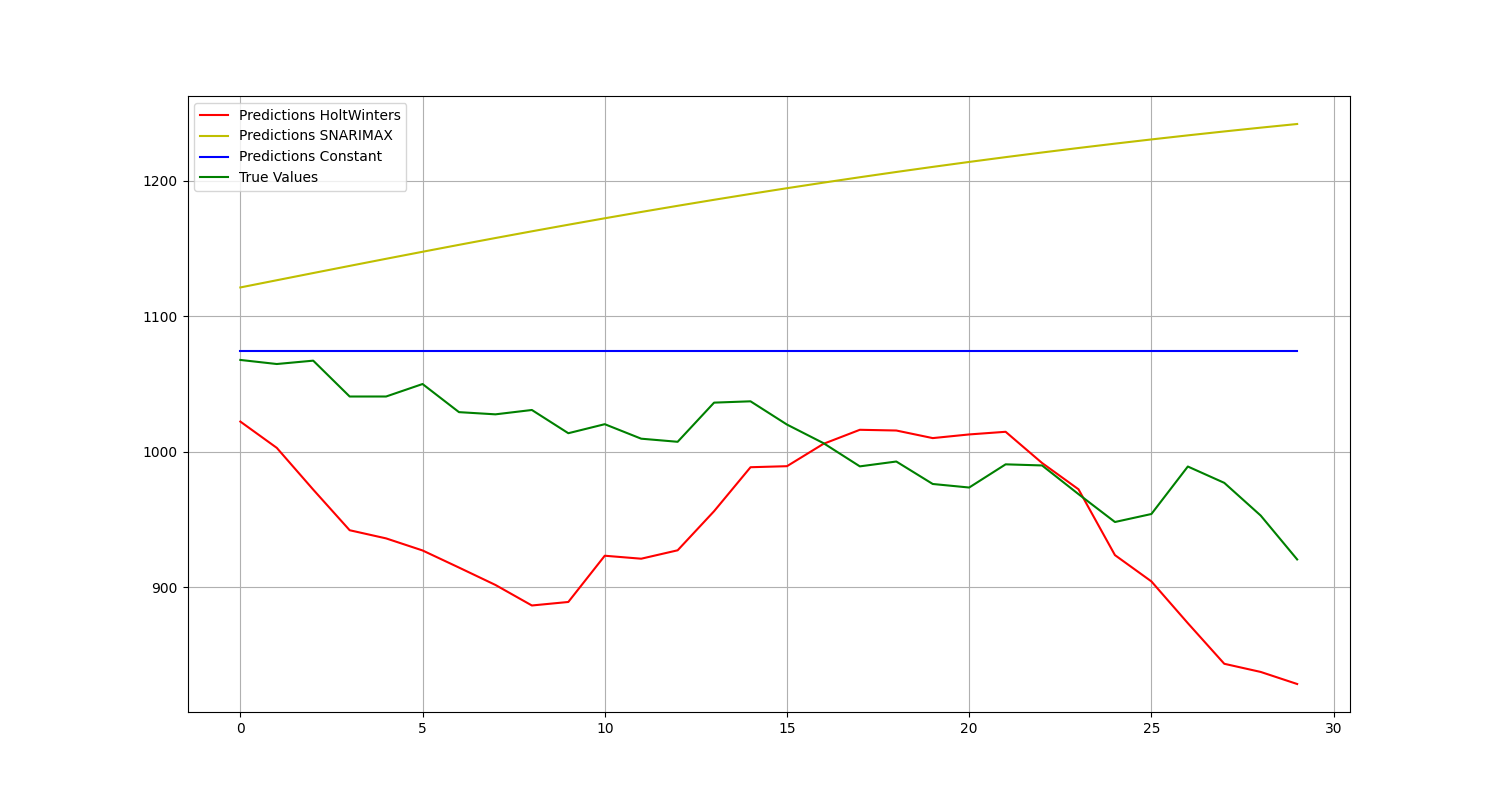 Predictions HoltWinters
Predictions SNARIMAX
Predictions Constant
True Values
1200
1100
1000
900
0 5 10 15 20 25 30